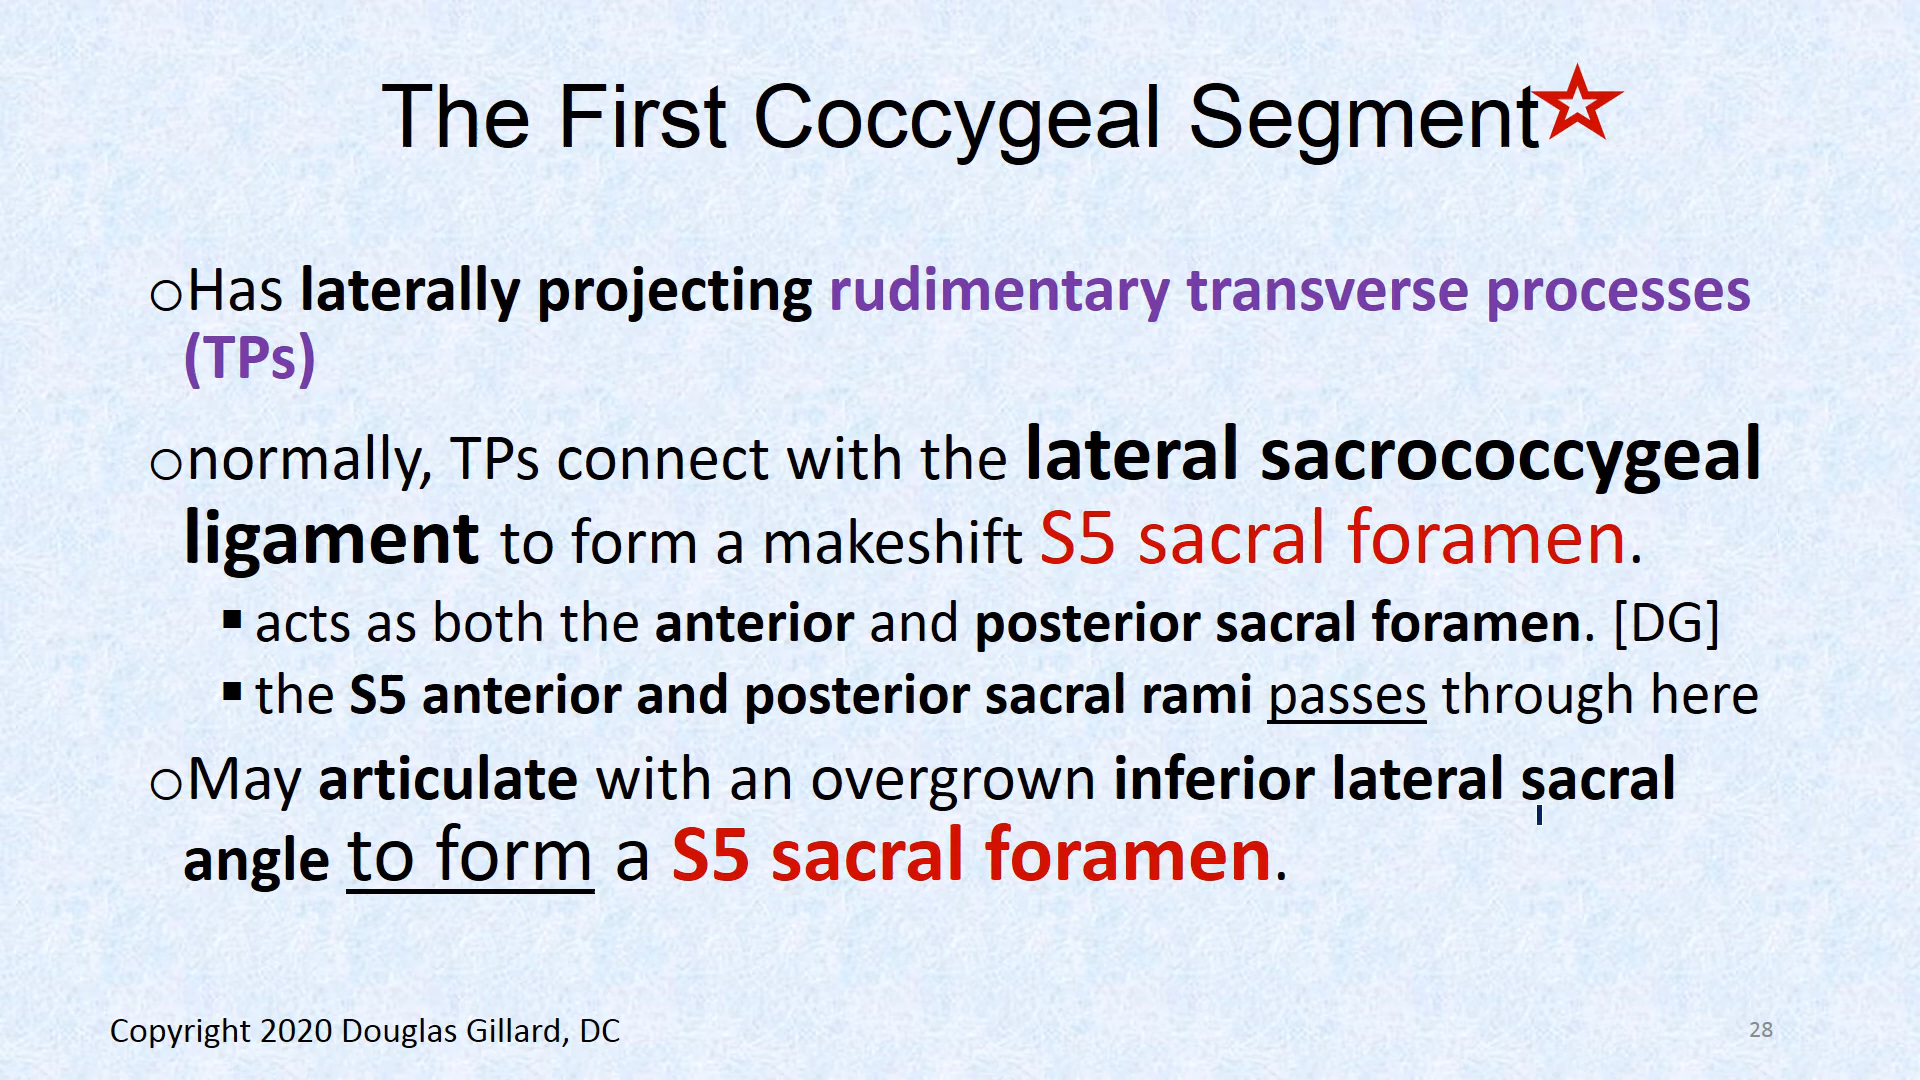 The First Coccygeal Segment
○Has laterally projecting rudimentary transverse processes
(TPs)
○normally, TPs connect with the lateral sacrococcygeal
ligament to form a makeshift S5 sacral foramen.
▪ acts as both the anterior and posterior sacral foramen. [DG]
▪ the S5 anterior and posterior sacral rami passes through here
○May articulate with an overgrown inferior lateral sacral
angle to form a S5 sacral foramen.
Copyright 2020 Douglas Gillard, DC
28